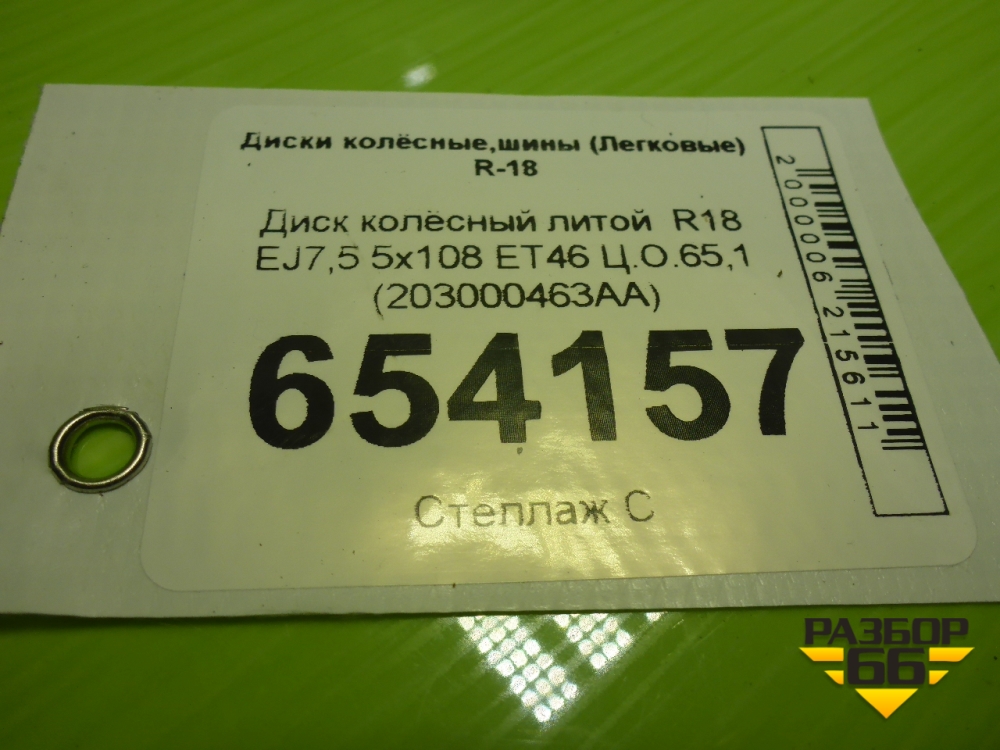 Диски колёсные,шины (Легковые)
R-18
Диск колёсный литой R18
EJ7,5 5x108 ET46 Ц.О.65,1
(203000463AA)
654157
Степлаж С
2000006215611
РАЗБОР
66